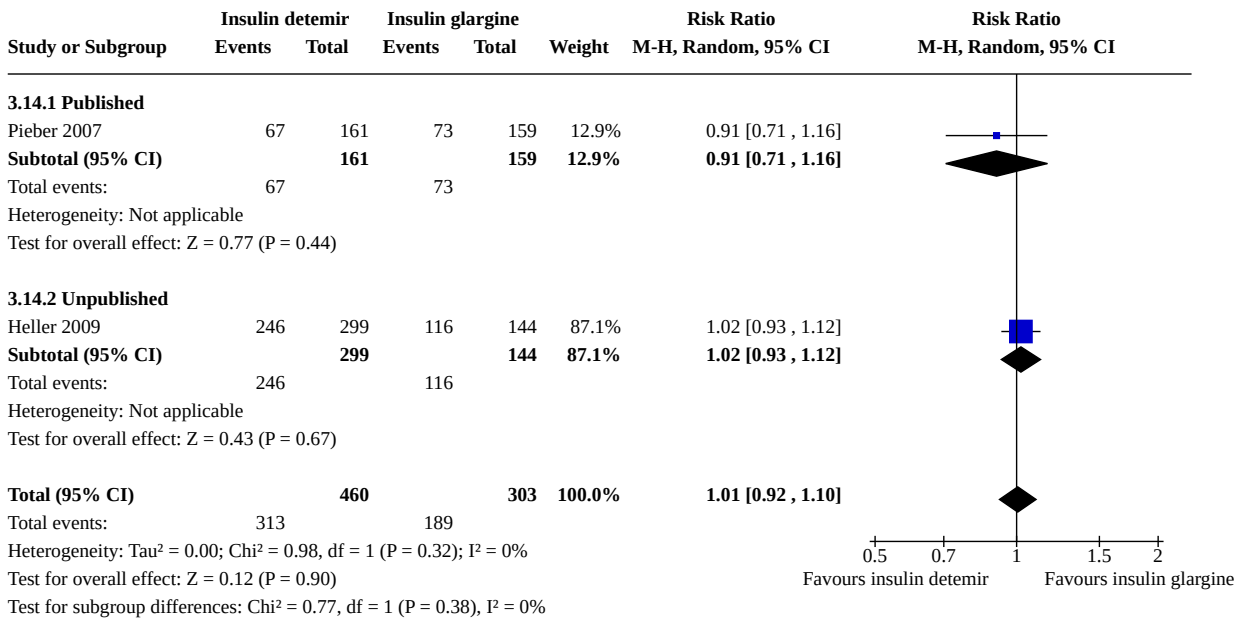 Insulin detemir Insulin glargine Risk Ratio Risk Ratio
Study or Subgroup Events Total Events Total Weight M-H, Random, 95% CI M-H, Random, 95% CI
3.14.1 Published
Pieber 2007 67 161 73 159 12.9% 0.91 [0.71 , 1.16]
Subtotal (95% CI) 161 159 12.9% 0.91 [0.71 , 1.16]
Total events: 67 73
Heterogeneity: Not applicable
Test for overall effect: Z = 0.77 (P = 0.44)
3.14.2 Unpublished
Heller 2009 246 299 116 144 87.1% 1.02 [0.93 , 1.12]
Subtotal (95% CI) 299 144 87.1% 1.02 [0.93 , 1.12]
Total events: 246 116
Heterogeneity: Not applicable
Test for overall effect: Z = 0.43 (P = 0.67)
Total (95% CI) 460 303 100.0% 1.01 [0.92 , 1.10]
Total events: 313 189
Heterogeneity: Tau² = 0.00; Chi² = 0.98, df = 1 (P = 0.32); I² = 0%
Test for overall effect: Z = 0.12 (P = 0.90)
Test for subgroup differences: Chi² = 0.77, df = 1 (P = 0.38), I² = 0%
0.5 0.7 1 1.5 2
Favours insulin detemir Favours insulin glargine